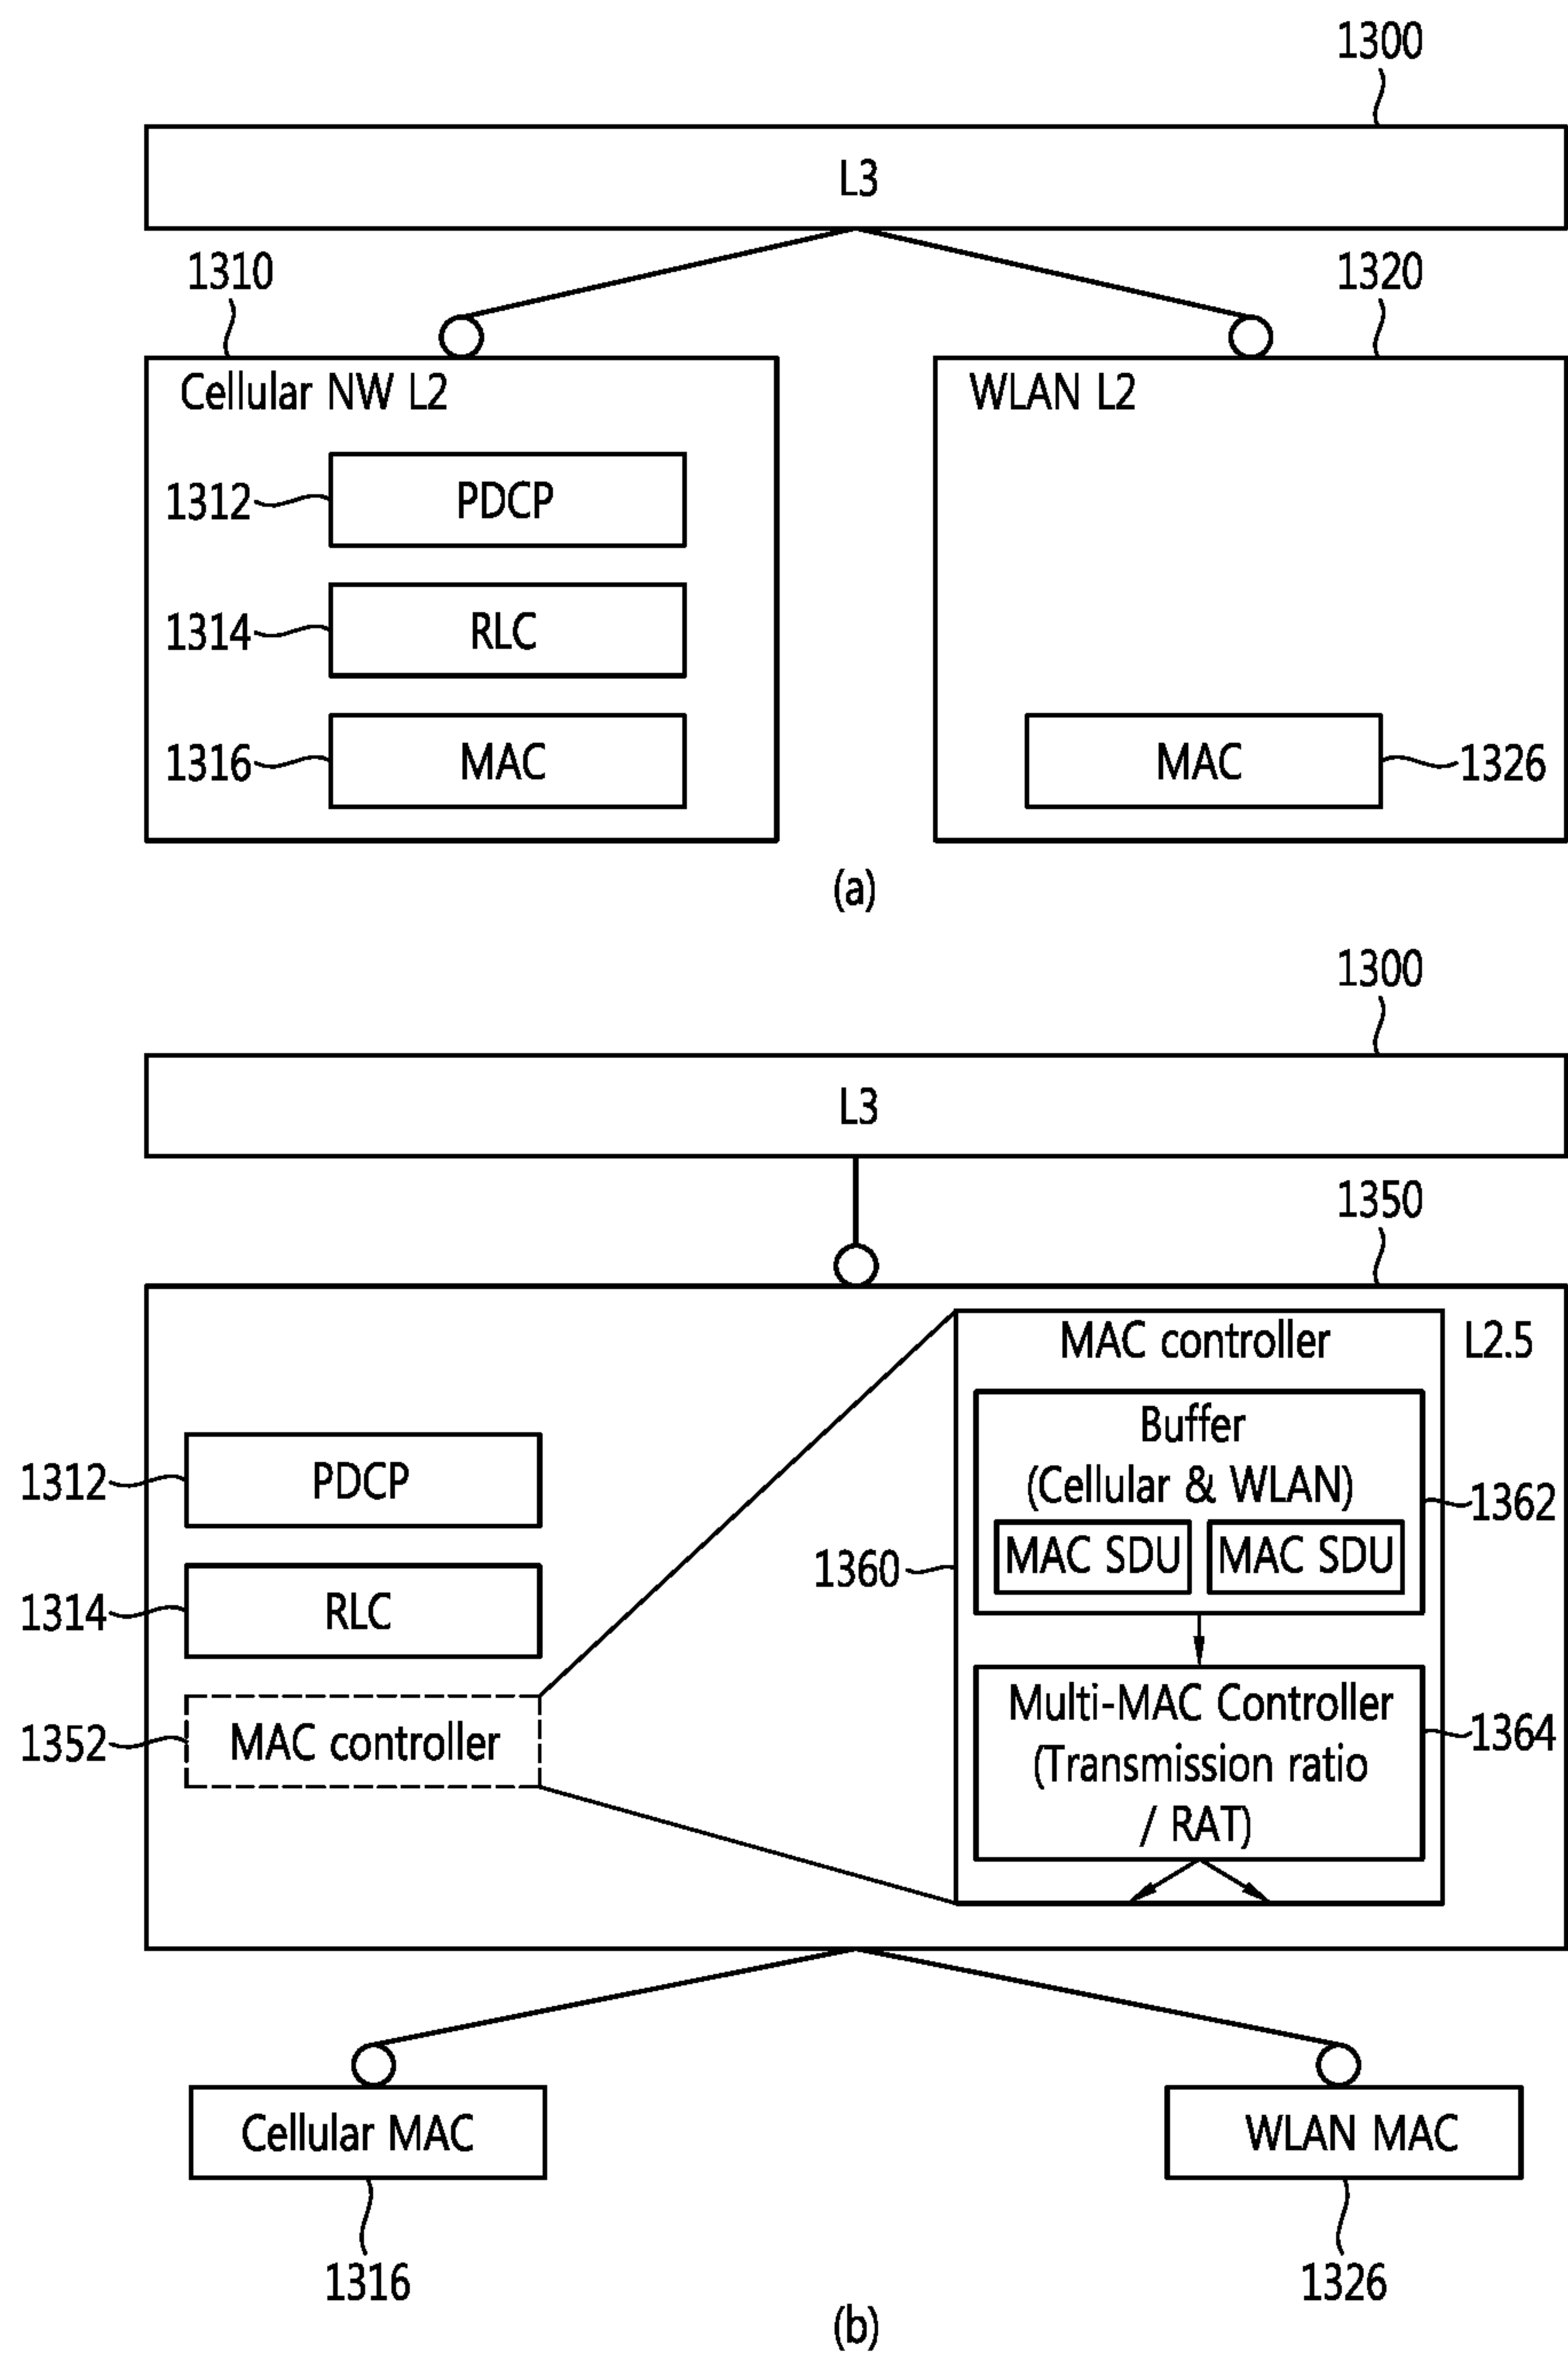 1300
L3
1310
1320
Cellular NW L2
WLAN L2
1312
PDCP
1314
RLC
1316
MAC
MAC
1326
(a)
1300
L3
1350
MAC controller
L2.5
Buffer
(Cellular & WLAN)
1362
MAC SDU
MAC SDU
1360
1312
PDCP
1314
RLC
1352
MAC controller
Multi-MAC Controller
(Transmission ratio
/ RAT)
1364
Cellular MAC
WLAN MAC
1316
1326
(b)